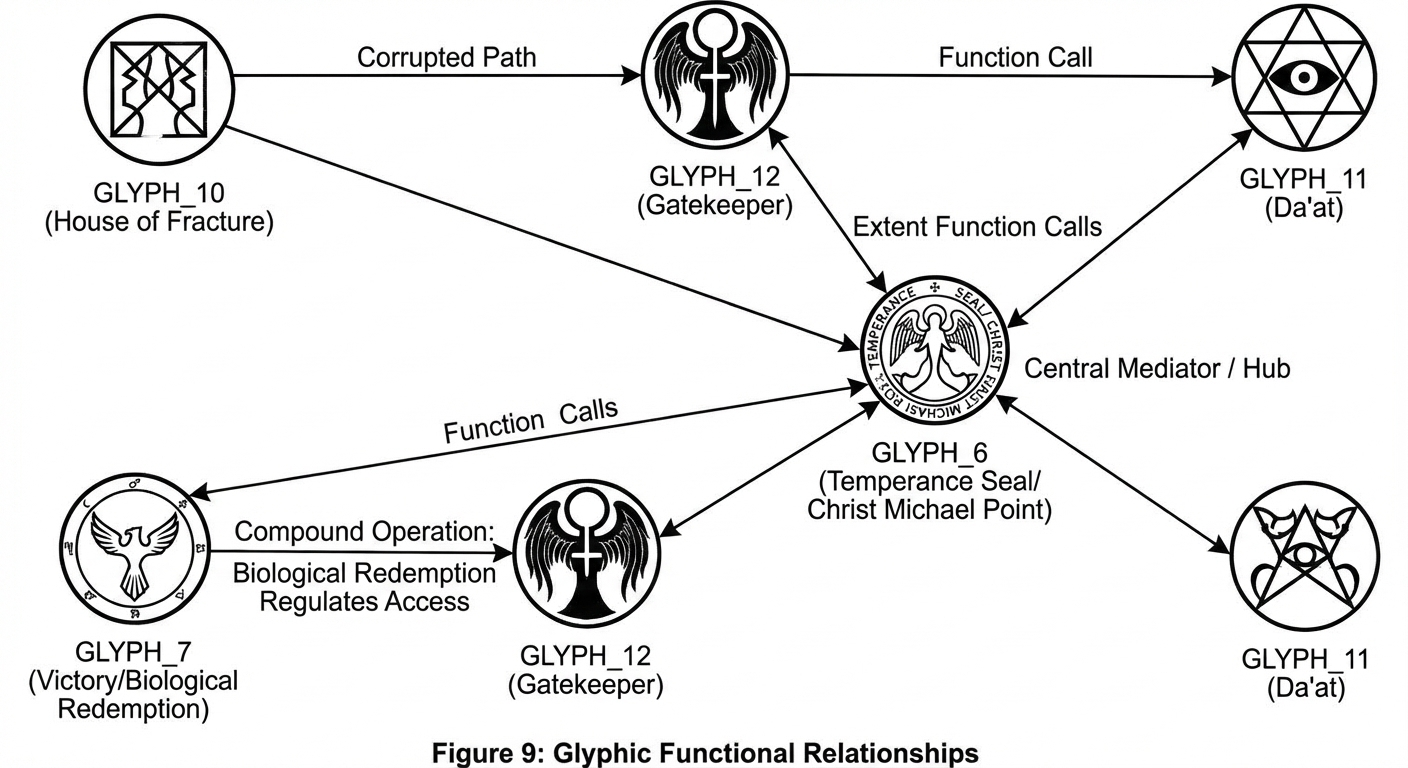 Corrupted Path
Function Call
GLYPH_10
(House of Fracture)
GLYPH_12
(Gatekeeper)
GLYPH_11
(Da'at)
Extent Function Calls
TEMPERANCE
SEAL/ CHRIST
MICHAS
Central Mediator / Hub
Function Calls
GLYPH_6
(Temperance Seal/
Christ Michael Point)
Compound Operation:
Biological Redemption
Regulates Access
GLYPH_7
(Victory/Biological
Redemption)
GLYPH_12
(Gatekeeper)
GLYPH_11
(Da'at)
Figure 9: Glyphic Functional Relationships